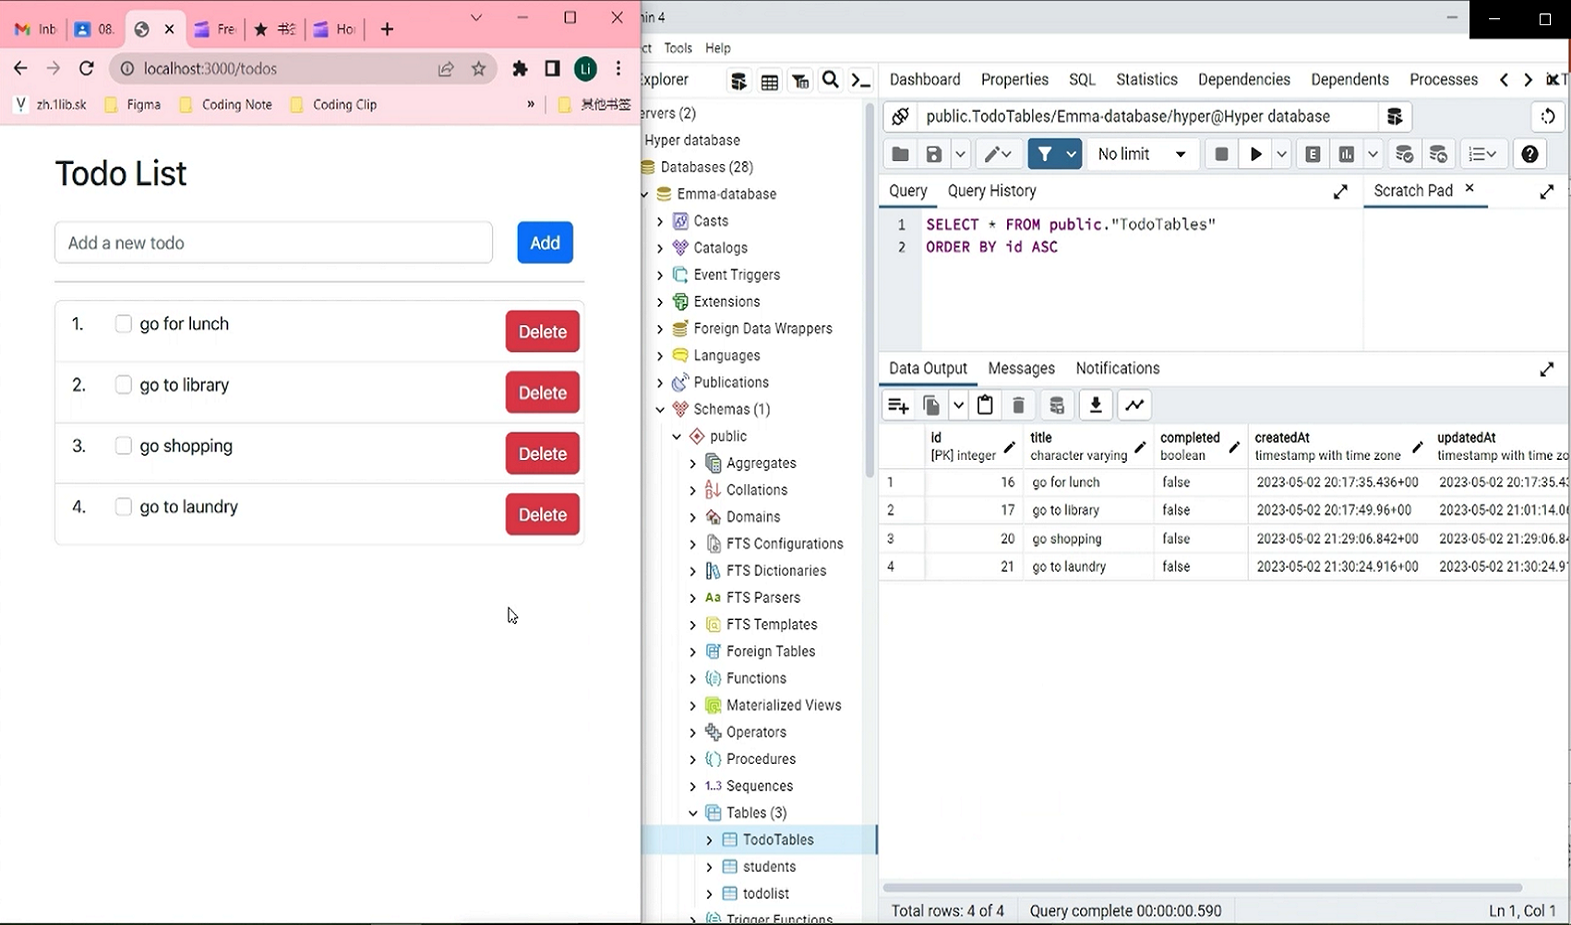 Inb
08.
Fre
书签
Ho
localhost:3000/todos
Li
zh.1lib.sk
Figma
Coding Note
Coding Clip
»
其他书签
Todo List
Add a new todo
Add
1. go for lunch
Delete
2. go to library
Delete
3. go shopping
Delete
4. go to laundry
Delete
in 4
ct Tools Help
xplorer
ervers (2)
Hyper database
Databases (28)
Emma-database
Casts
Catalogs
Event Triggers
Extensions
Foreign Data Wrappers
Languages
Publications
Schemas (1)
public
Aggregates
Collations
Domains
FTS Configurations
FTS Dictionaries
Aa FTS Parsers
FTS Templates
Foreign Tables
Functions
Materialized Views
Operators
Procedures
1..3 Sequences
Tables (3)
TodoTables
students
todolist
Trigger Functions
Dashboard Properties SQL Statistics Dependencies Dependents Processes
public.TodoTables/Emma-database/hyper@Hyper database
No limit
E
Query Query History
Scratch Pad
1 SELECT * FROM public."TodoTables"
2 ORDER BY id ASC
Data Output Messages Notifications
id title completed createdAt updatedAt
[PK] integer character varying boolean timestamp with time zone timestamp with time zo
1 16 go for lunch false 2023-05-02 20:17:35.436+00 2023-05-02 20:17:35.43
2 17 go to library false 2023-05-02 20:17:49.96+00 2023-05-02 21:01:14.06
3 20 go shopping false 2023-05-02 21:29:06.842+00 2023-05-02 21:29:06.84
4 21 go to laundry false 2023-05-02 21:30:24.916+00 2023-05-02 21:30:24.91
Total rows: 4 of 4 Query complete 00:00:00.590 Ln 1, Col 1